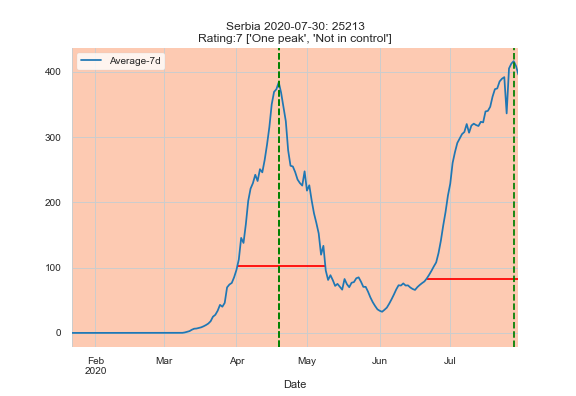 Serbia 2020-07-30: 25213
Rating:7 ['One peak', 'Not in control']
Average-7d
400
300
200
100
0
Feb
2020
Mar
Apr
May
Jun
Jul
Date